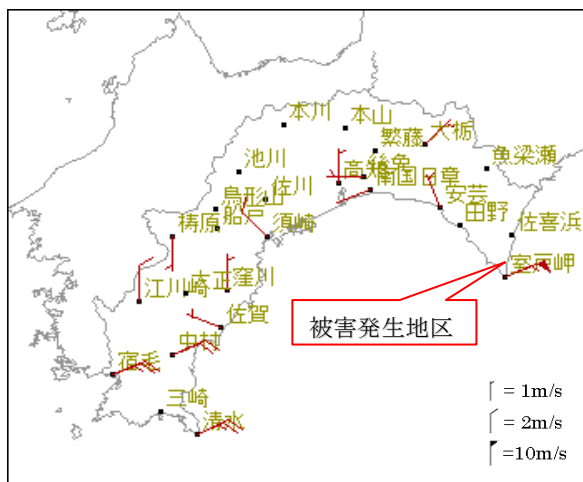 本川
本山
繁藤
大栃
魚梁瀬
池川
佐川
高知
後免
南国日章
安芸
田野
佐喜浜
鳥形山
船戸
須崎
梼原
室戸岬
江川崎
大正
窪川
佐賀
中村
宿毛
三崎
清水
被害発生地区
= 1m/s
= 2m/s
=10m/s